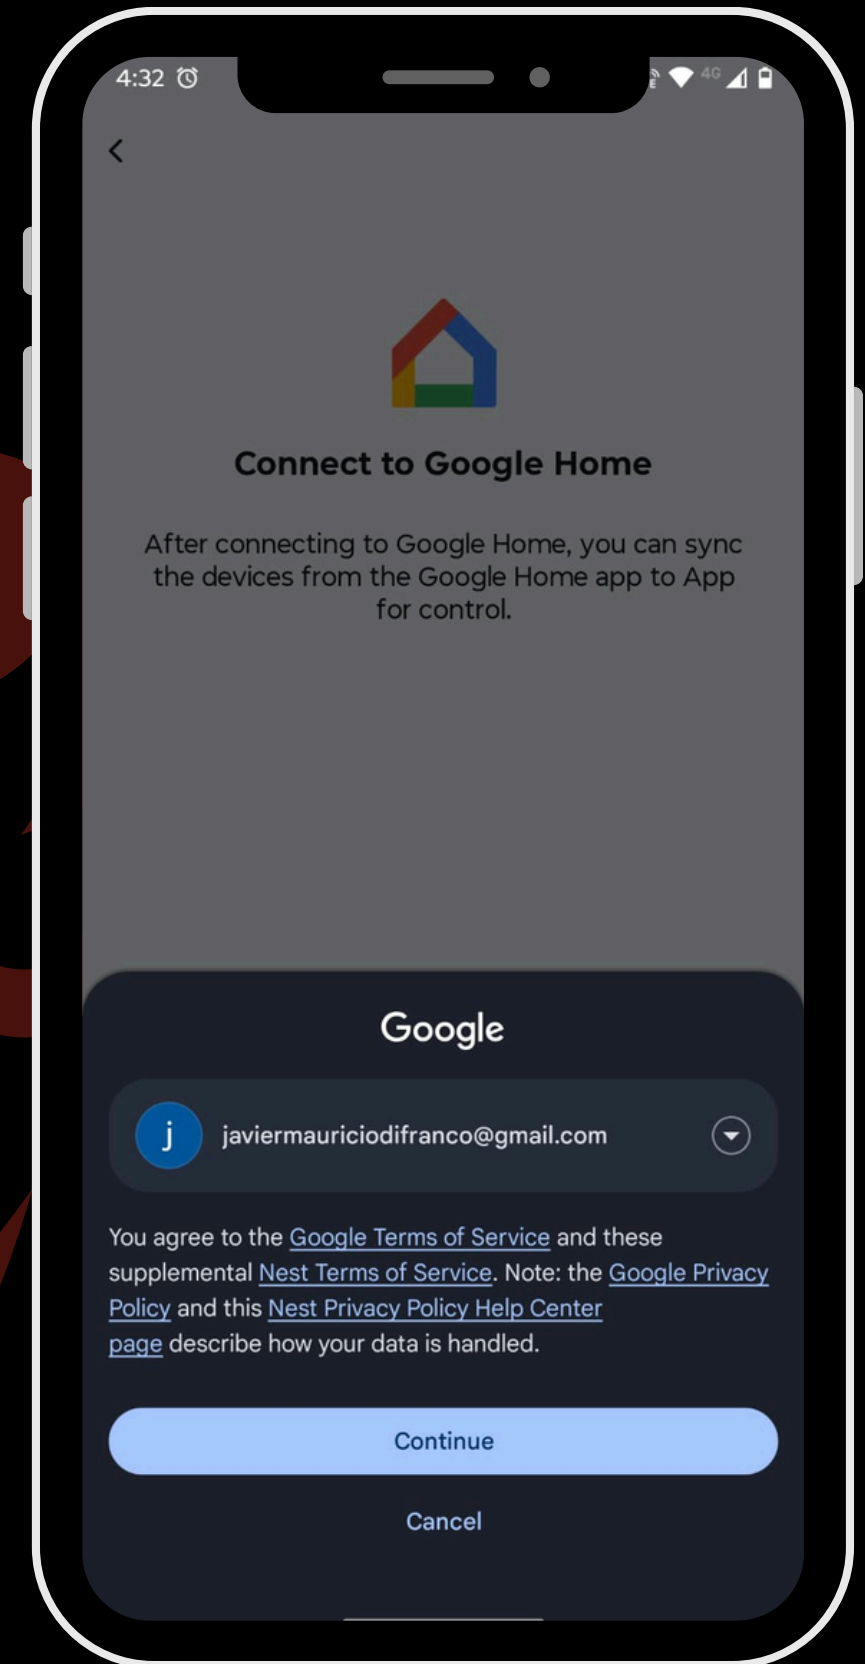 4:32
4G
Connect to Google Home
After connecting to Google Home, you can sync
the devices from the Google Home app to App
for control.
Google
j
javiermauriciodifranco@gmail.com
You agree to the Google Terms of Service and these
supplemental Nest Terms of Service. Note: the Google Privacy
Policy and this Nest Privacy Policy Help Center
page describe how your data is handled.
Continue
Cancel